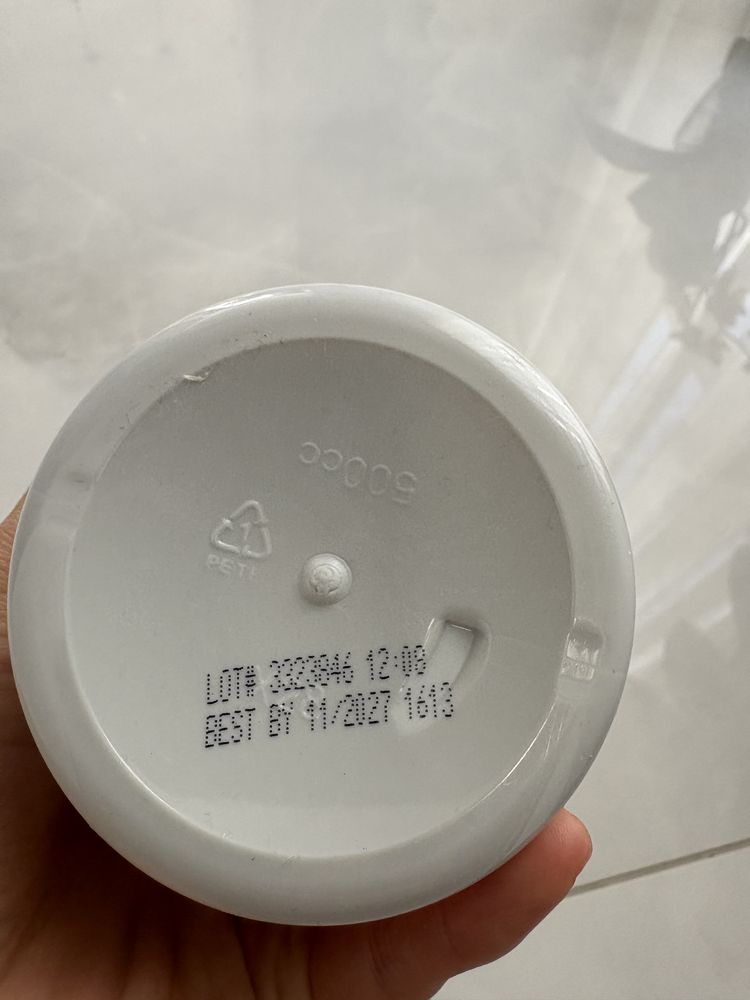 500cc
1
PETE
LOT# 3323846 12:08
BEST BY 11/2027 1613